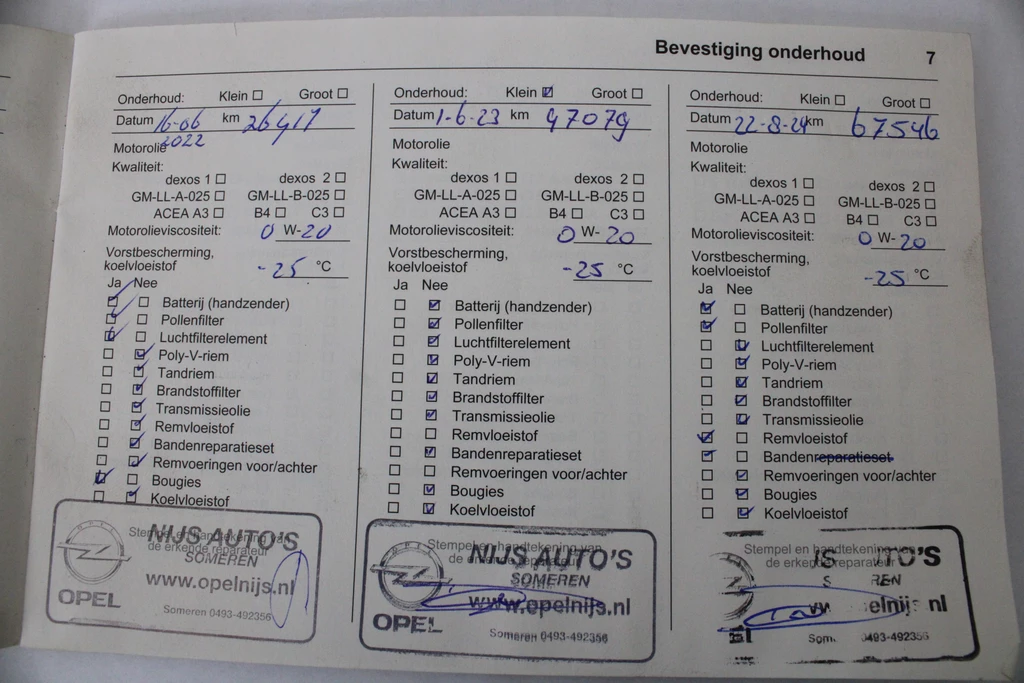 Bevestiging onderhoud 7
Onderhoud: Klein Groot
Datum 16-06 km 26417
2022
Motorolie
Kwaliteit:
dexos 1 dexos 2
GM-LL-A-025 GM-LL-B-025
ACEA A3 B4 C3
Motorolieviscositeit: 0 W-20
Vorstbescherming,
koelvloeistof -25 °C
Ja Nee
Batterij (handzender)
Pollenfilter
Luchtfilterelement
Poly-V-riem
Tandriem
Brandstoffilter
Transmissieolie
Remvloeistof
Bandenreparatieset
Remvoeringen voor/achter
Bougies
Koelvloeistof
Stempel en handtekening van
de erkende reparateur
NIJS AUTO'S
SOMEREN
www.opelnijs.nl
OPEL
Someren 0493-492356
Onderhoud: Klein Groot
Datum 1-6-23 km 47079
Motorolie
Kwaliteit:
dexos 1 dexos 2
GM-LL-A-025 GM-LL-B-025
ACEA A3 B4 C3
Motorolieviscositeit: 0 W-20
Vorstbescherming,
koelvloeistof -25 °C
Ja Nee
Batterij (handzender)
Pollenfilter
Luchtfilterelement
Poly-V-riem
Tandriem
Brandstoffilter
Transmissieolie
Remvloeistof
Bandenreparatieset
Remvoeringen voor/achter
Bougies
Koelvloeistof
Stempel en handtekening van
de erkende reparateur
NIJS AUTO'S
SOMEREN
www.opelnijs.nl
OPEL
Someren 0493-492356
Onderhoud: Klein Groot
Datum 22-8-24 km 67546
Motorolie
Kwaliteit:
dexos 1 dexos 2
GM-LL-A-025 GM-LL-B-025
ACEA A3 B4 C3
Motorolieviscositeit: 0 W-20
Vorstbescherming,
koelvloeistof -25 °C
Ja Nee
Batterij (handzender)
Pollenfilter
Luchtfilterelement
Poly-V-riem
Tandriem
Brandstoffilter
Transmissieolie
Remvloeistof
Bandenreparatieset
Remvoeringen voor/achter
Bougies
Koelvloeistof
Stempel en handtekening van
de erkende reparateur